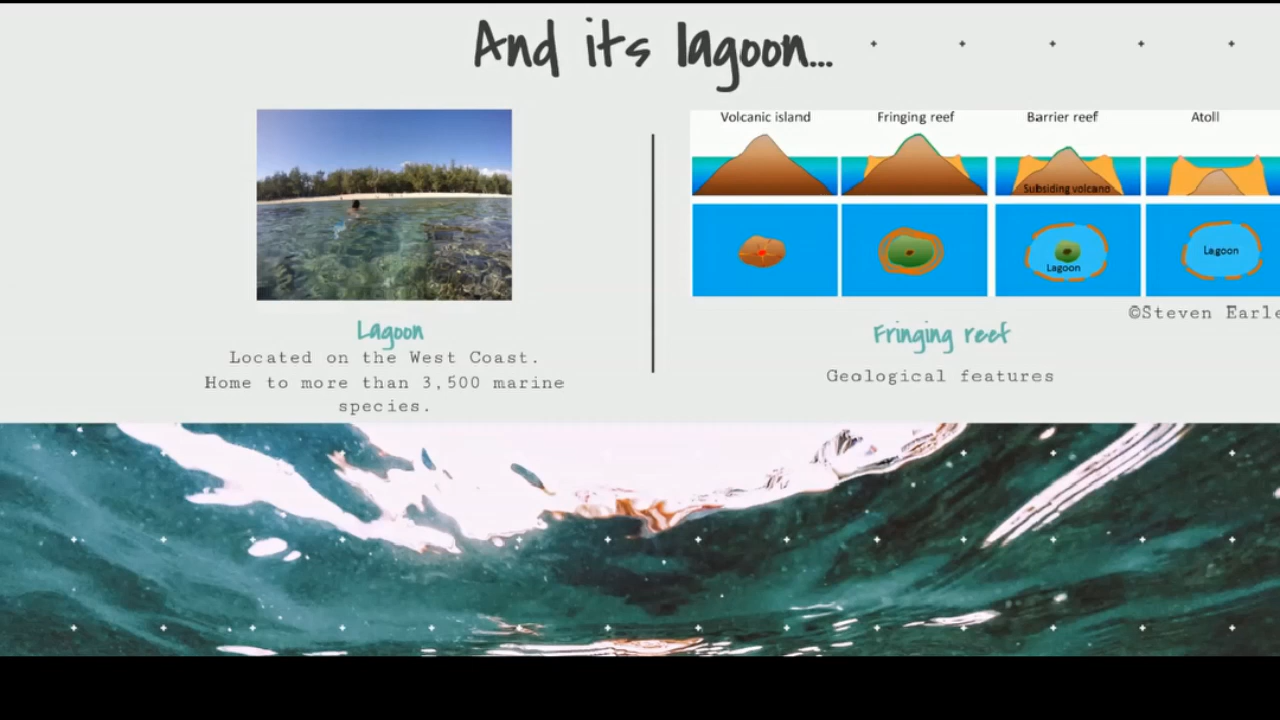 And its lagoon...
Volcanic island
Fringing reef
Barrier reef
Atoll
Subsiding volcano
Lagoon
Lagoon
©Steven Earle
Lagoon
Located on the West Coast.
Home to more than 3,500 marine
species.
Fringing reef
Geological features